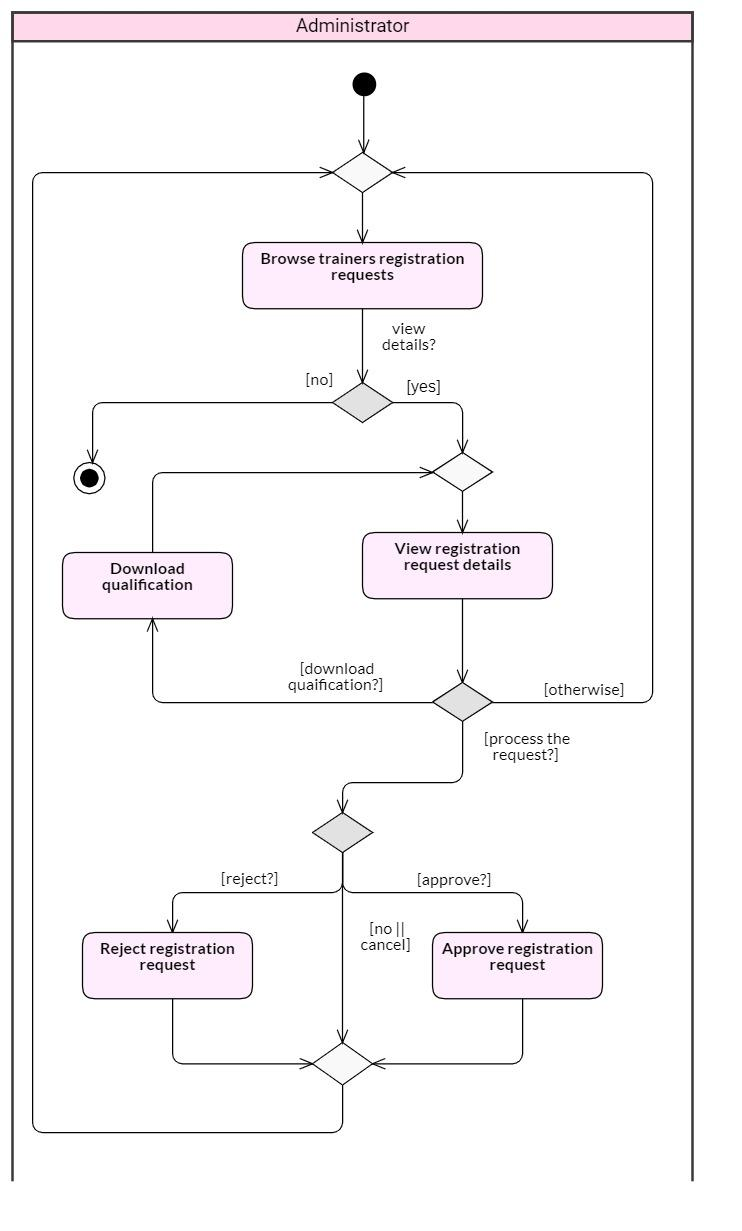 Administrator
Browse trainers registration
requests
view
details?
[no]
[yes]
View registration
request details
Download
qualification
[download
quaification?]
[otherwise]
[process the
request?]
[reject?]
[approve?]
[no ||
cancel]
Reject registration
request
Approve registration
request